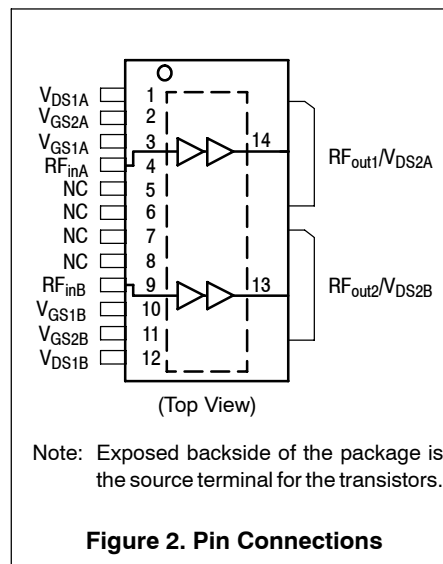 V_DS1A 1
V_GS2A 2
V_GS1A 3
RF_inA 4
NC 5
NC 6
NC 7
NC 8
RF_inB 9
V_GS1B 10
V_GS2B 11
V_DS1B 12
14 RF_out1/V_DS2A
13 RF_out2/V_DS2B
(Top View)
Note: Exposed backside of the package is
the source terminal for the transistors.
Figure 2. Pin Connections